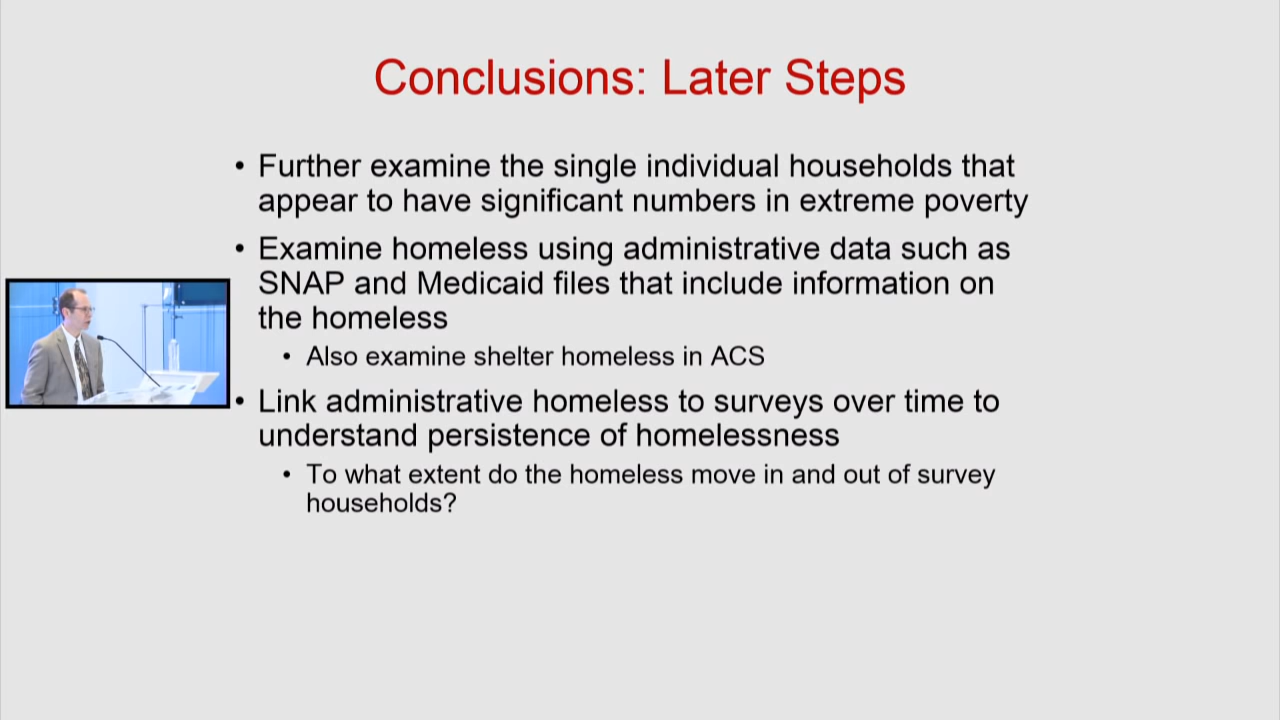 Conclusions: Later Steps
• Further examine the single individual households that
appear to have significant numbers in extreme poverty
• Examine homeless using administrative data such as
SNAP and Medicaid files that include information on
the homeless
• Also examine shelter homeless in ACS
• Link administrative homeless to surveys over time to
understand persistence of homelessness
• To what extent do the homeless move in and out of survey
households?